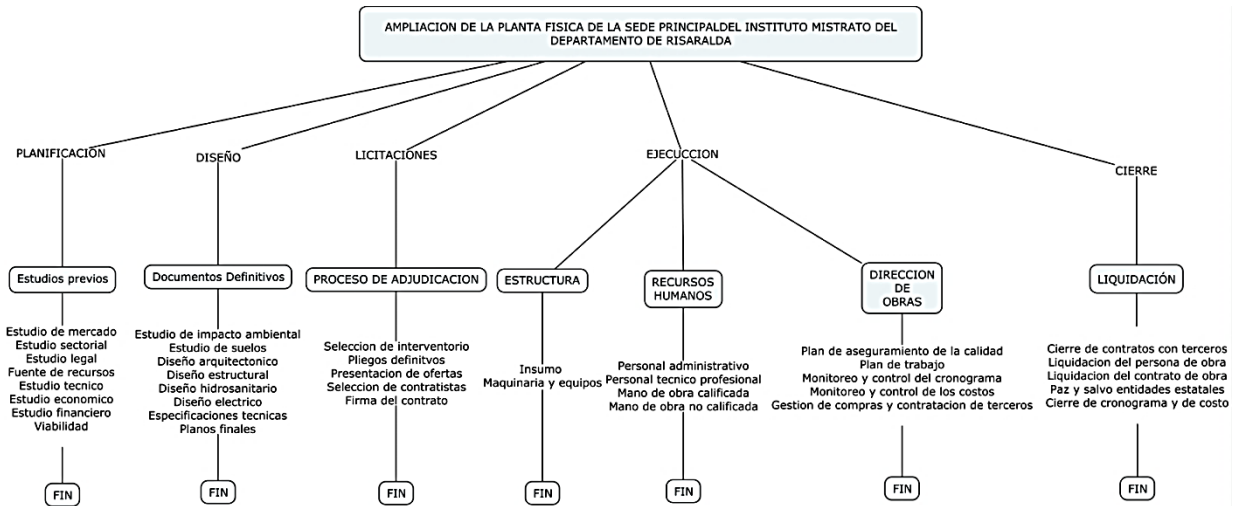 AMPLIACION DE LA PLANTA FISICA DE LA SEDE PRINCIPALDEL INSTITUTO MISTRATO DEL
DEPARTAMENTO DE RISARALDA
PLANIFICACION
DISEÑO
LICITACIONES
EJECUCCION
CIERRE
Estudios previos
Documentos Definitivos
PROCESO DE ADJUDICACION
ESTRUCTURA
RECURSOS
HUMANOS
DIRECCION
DE
OBRAS
LIQUIDACIÓN
Estudio de mercado
Estudio sectorial
Estudio legal
Fuente de recursos
Estudio tecnico
Estudio economico
Estudio financiero
Viabilidad
Estudio de impacto ambiental
Estudio de suelos
Diseño arquitectonico
Diseño estructural
Diseño hidrosanitario
Diseño electrico
Especificaciones tecnicas
Planos finales
Seleccion de interventorio
Pliegos definitvos
Presentacion de ofertas
Seleccion de contratistas
Firma del contrato
Insumo
Maquinaria y equipos
Personal administrativo
Personal tecnico profesional
Mano de obra calificada
Mano de obra no calificada
Plan de aseguramiento de la calidad
Plan de trabajo
Monitoreo y control del cronograma
Monitoreo y control de los costos
Gestion de compras y contratacion de terceros
Cierre de contratos con terceros
Liquidacion del persona de obra
Liquidacion del contrato de obra
Paz y salvo entidades estatales
Cierre de cronograma y de costo
FIN
FIN
FIN
FIN
FIN
FIN
FIN